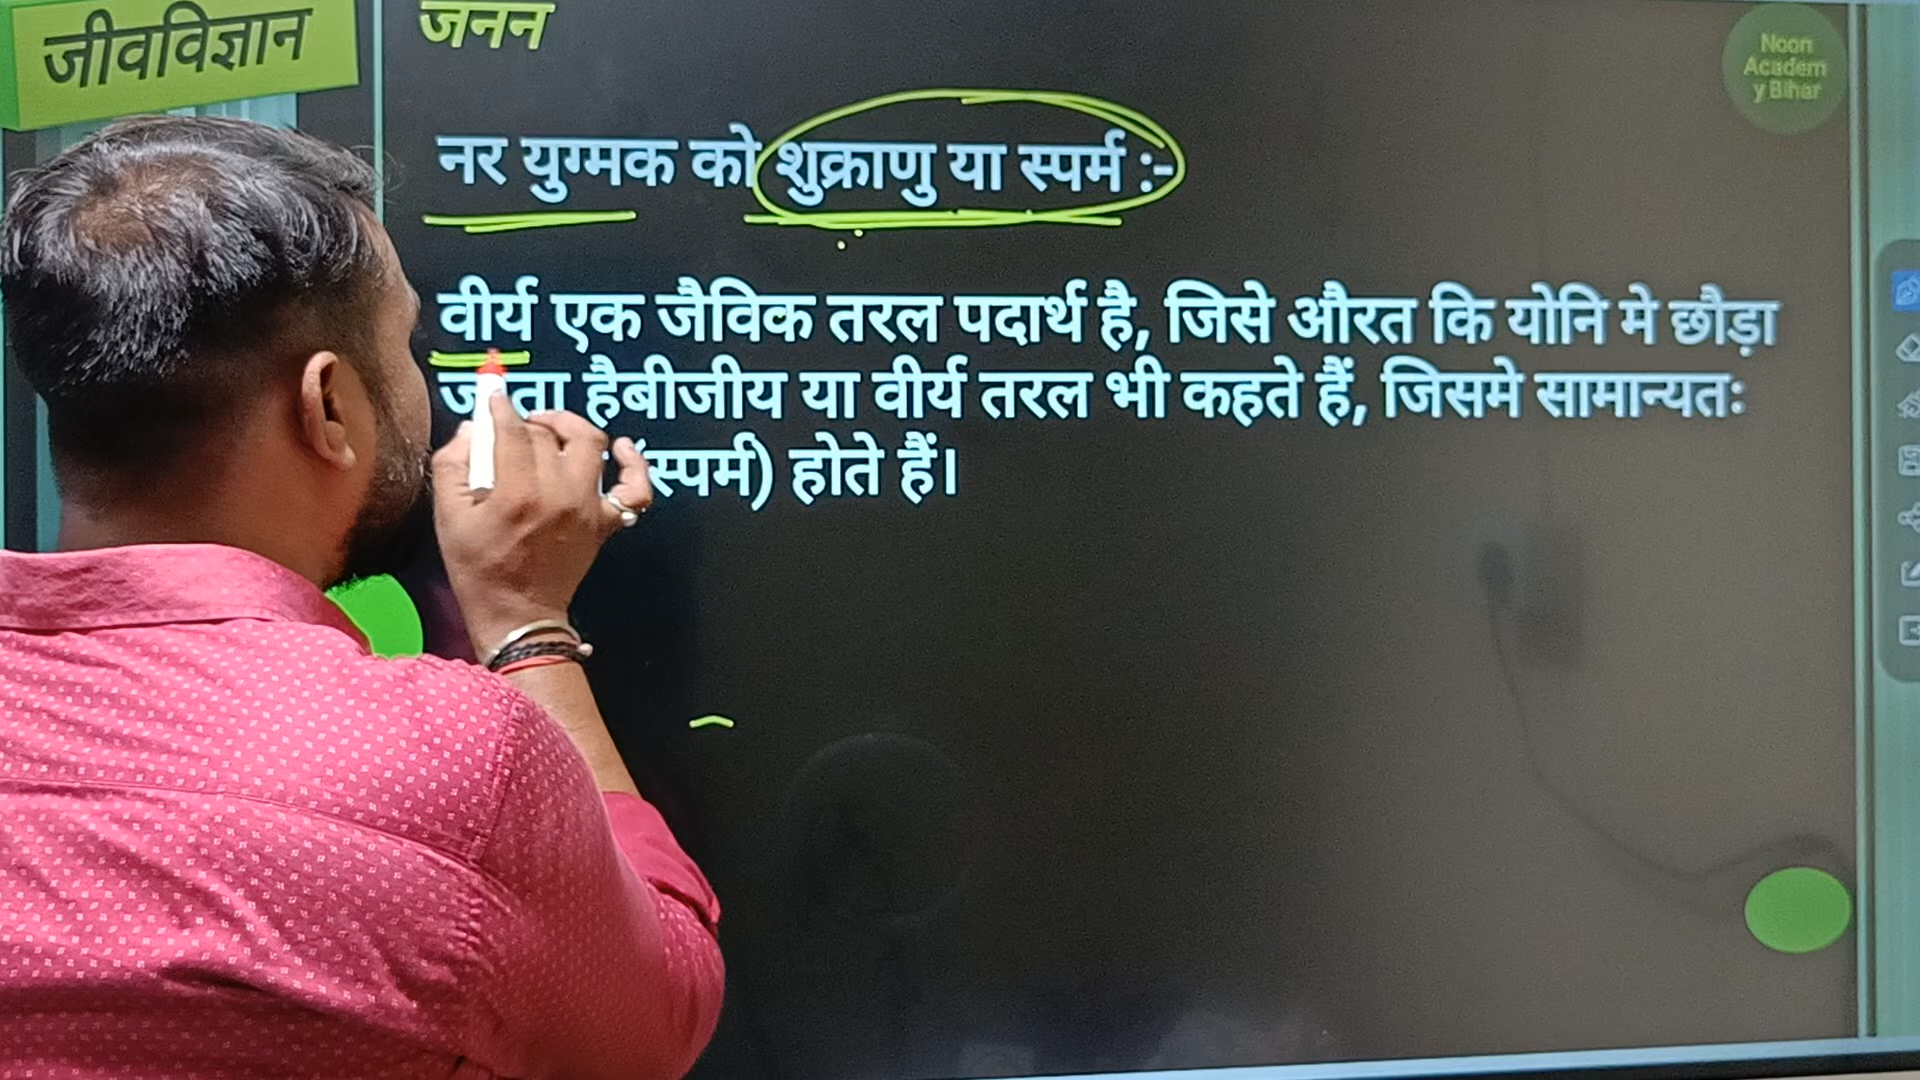 जीवविज्ञान
जनन
Noon
Academ
y Bihar
नर युग्मक को शुक्राणु या स्पर्म :-
वीर्य एक जैविक तरल पदार्थ है, जिसे औरत कि योनि मे छौड़ा
हैबीजीय या वीर्य तरल भी कहते हैं, जिसमे सामान्यतः
(स्पर्म) होते हैं।